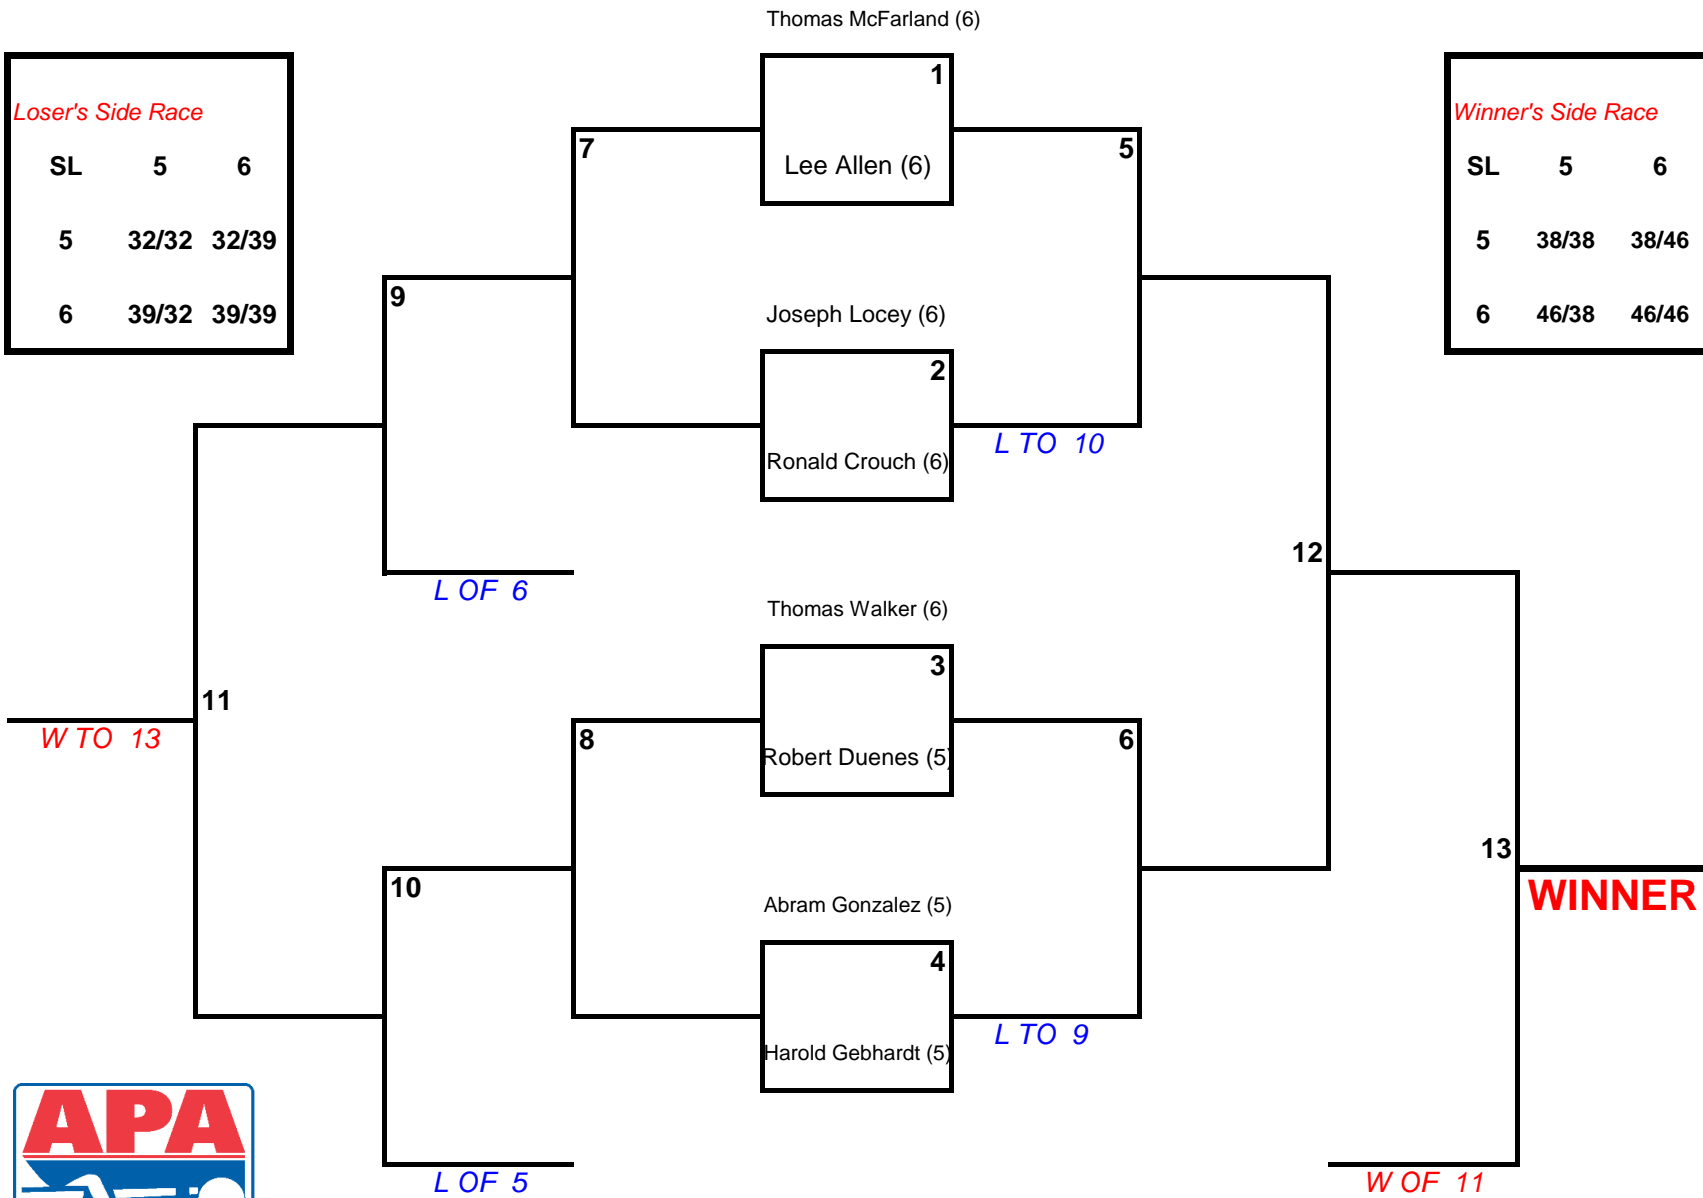 Thomas McFarland (6)
1
Loser's Side Race
SL 5 6
5 32/32 32/39
6 39/32 39/39
Winner's Side Race
SL 5 6
5 38/38 38/46
6 46/38 46/46
7
Lee Allen (6)
5
9
Joseph Locey (6)
2
L TO 10
Ronald Crouch (6)
12
L OF 6
Thomas Walker (6)
3
11
W TO 13
8
Robert Duenes (5)
6
13
WINNER
10
Abram Gonzalez (5)
4
L TO 9
Harold Gebhardt (5)
APA
L OF 5
W OF 11